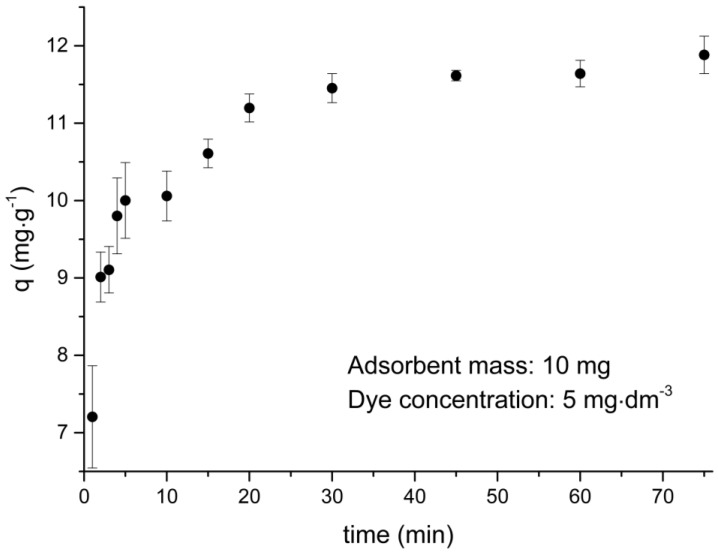 12
11
10
9
8
7
q (mg·g⁻¹)
Adsorbent mass: 10 mg
Dye concentration: 5 mg·dm⁻³
0 10 20 30 40 50 60 70
time (min)